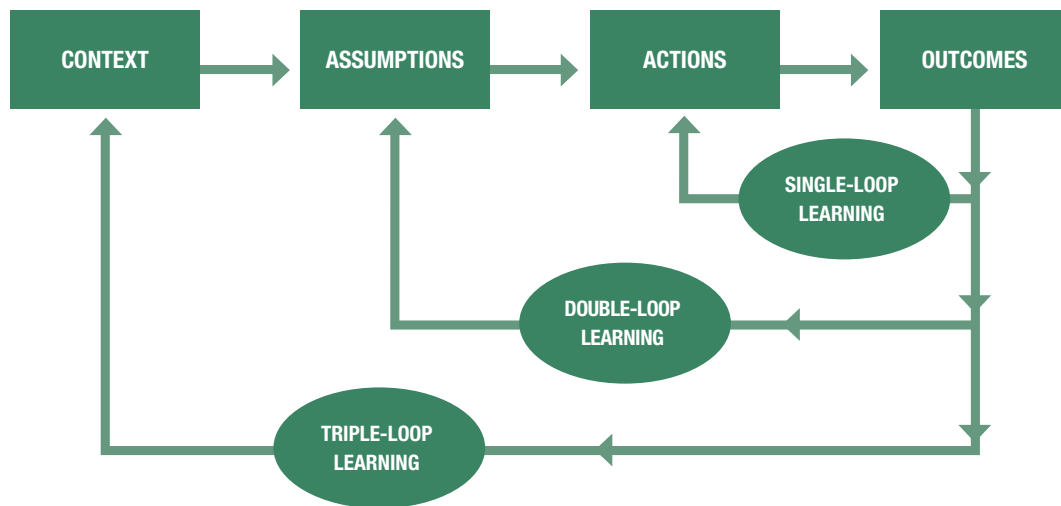 CONTEXT
ASSUMPTIONS
ACTIONS
OUTCOMES
SINGLE-LOOP
LEARNING
DOUBLE-LOOP
LEARNING
TRIPLE-LOOP
LEARNING